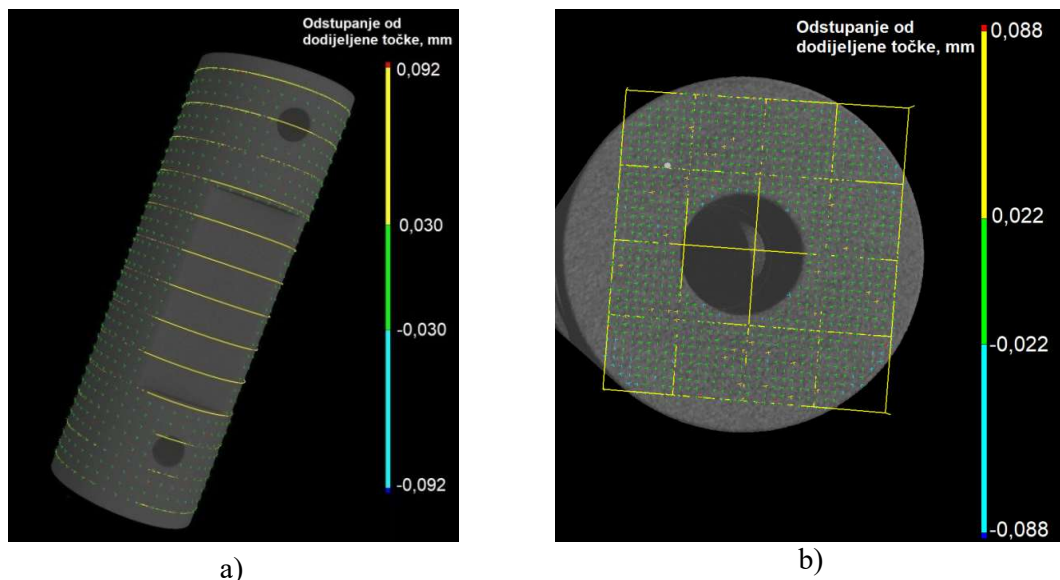 Odstupanje od
dodijeljene točke, mm
0,092
0,030
-0,030
-0,092
a)
Odstupanje od
dodijeljene točke, mm
0,088
0,022
-0,022
-0,088
b)